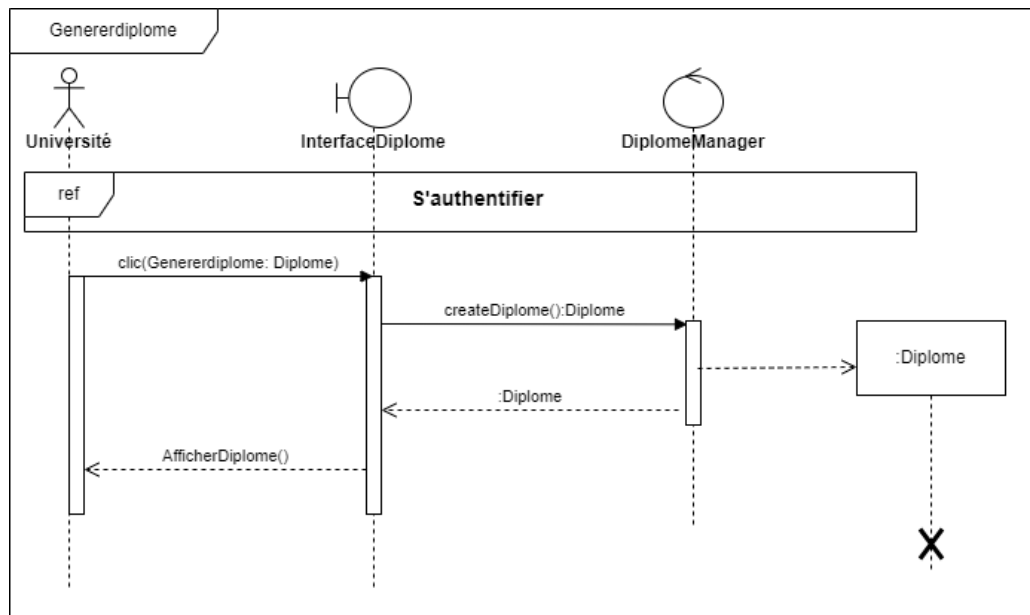 Genererdiplome
Université
InterfaceDiplome
DiplomeManager
ref
S'authentifier
clic(Genererdiplome: Diplome)
createDiplome():Diplome
:Diplome
:Diplome
AfficherDiplome()